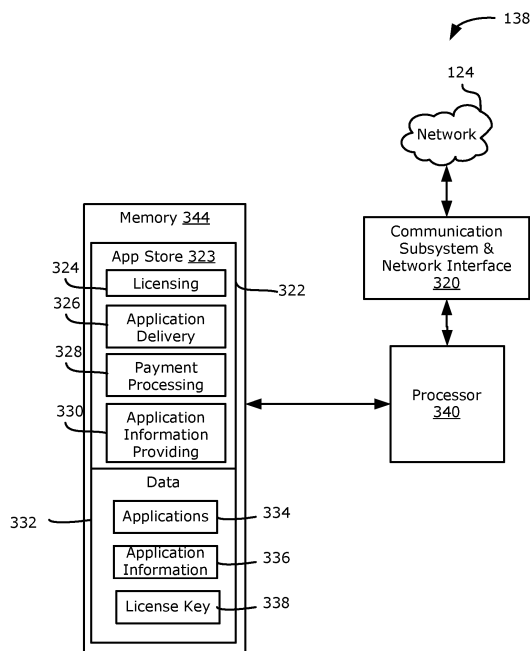 138
124
Network
Memory 344
Communication
Subsystem &
Network Interface
320
App Store 323
324
Licensing
322
326
Application
Delivery
328
Payment
Processing
Processor
340
330
Application
Information
Providing
Data
332
Applications
334
Application
Information
336
License Key
338